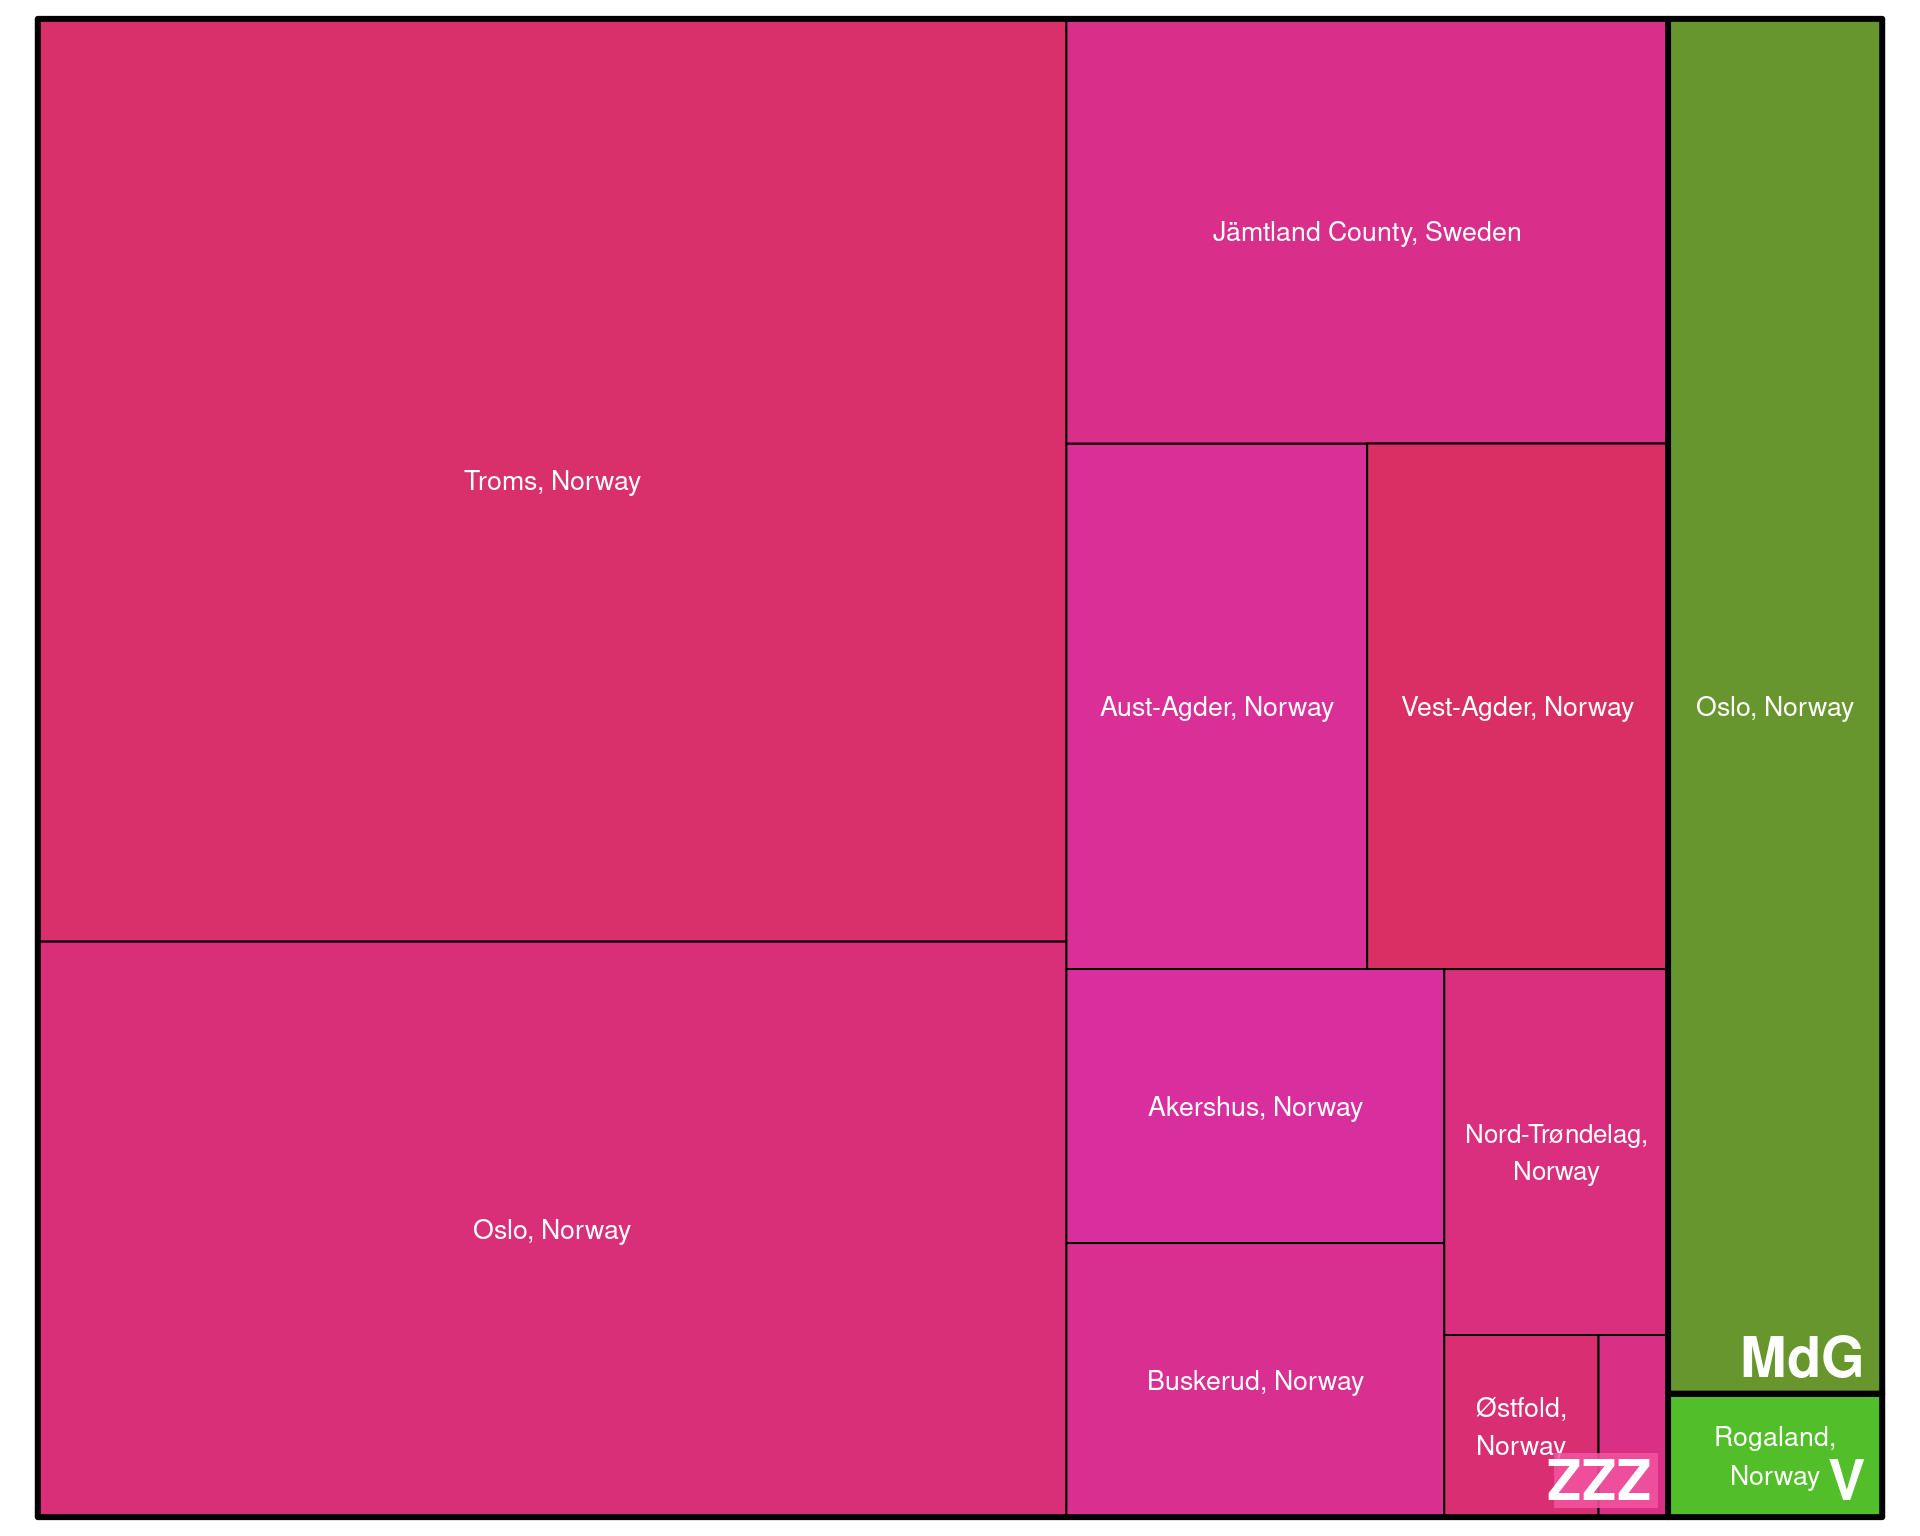 Troms, Norway
Oslo, Norway
Jämtland County, Sweden
Aust-Agder, Norway
Vest-Agder, Norway
Akershus, Norway
Buskerud, Norway
Nord-Trøndelag,
Norway
Østfold,
Norway
ZZZ
Oslo, Norway
MdG
Rogaland,
Norway
V